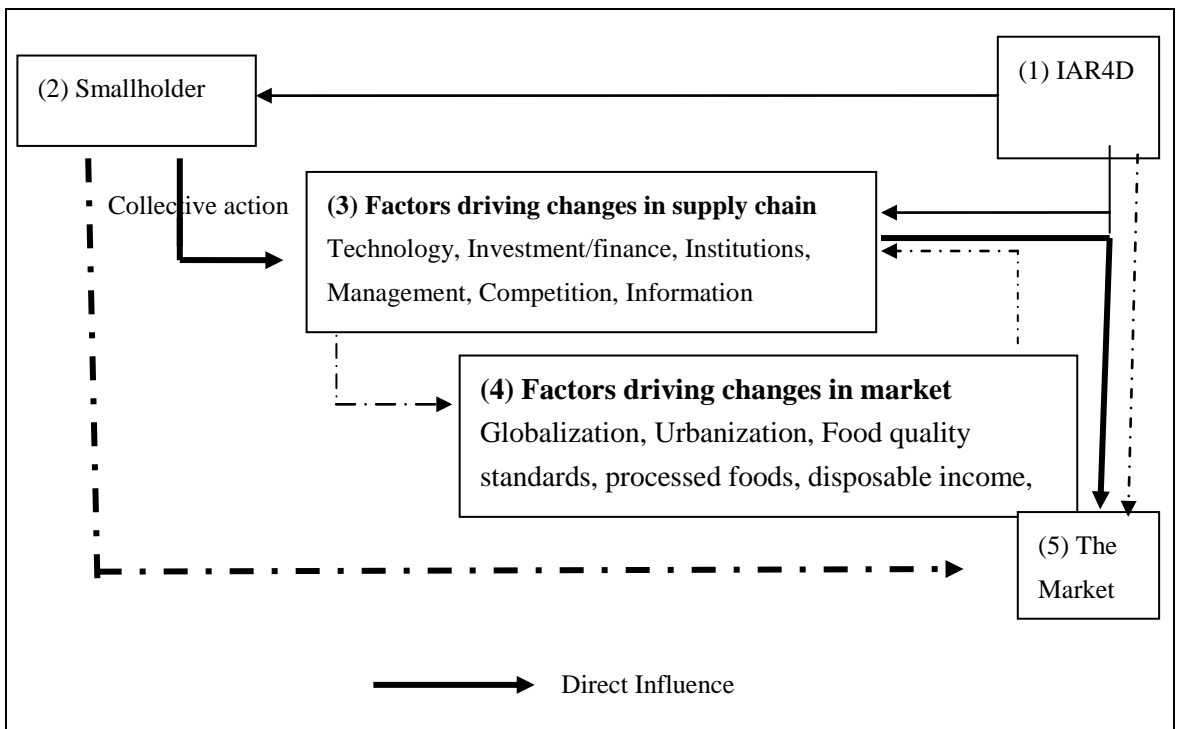 (2) Smallholder
(1) IAR4D
Collective action
(3) Factors driving changes in supply chain
Technology, Investment/finance, Institutions,
Management, Competition, Information
(4) Factors driving changes in market
Globalization, Urbanization, Food quality
standards, processed foods, disposable income,
(5) The
Market
Direct Influence